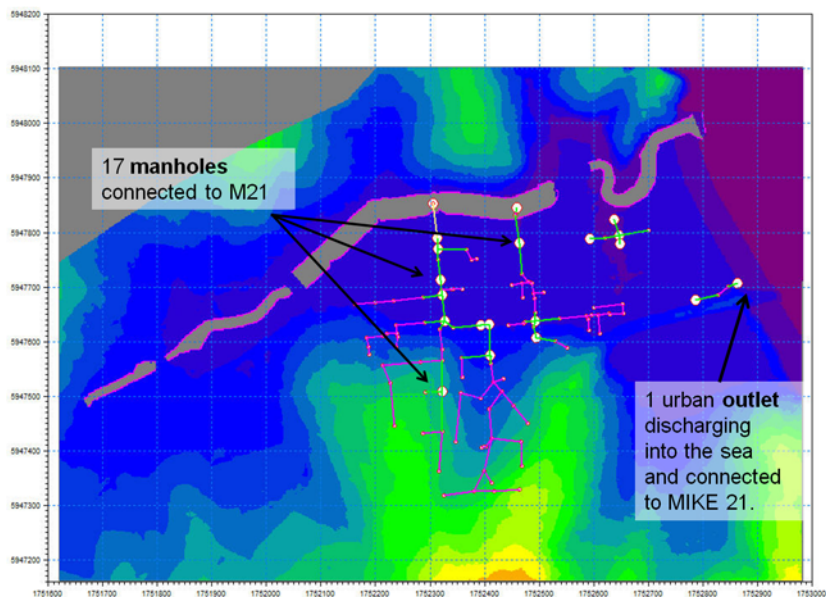 5948200
5948100
5948000
5947900
5947800
5947700
5947600
5947500
5947400
5947300
5947200
17 manholes
connected to M21
1 urban outlet
discharging
into the sea
and connected
to MIKE 21.
1751600 1751700 1751800 1751900 1752000 1752100 1752200 1752300 1752400 1752500 1752600 1752700 1752800 1752900 1753000